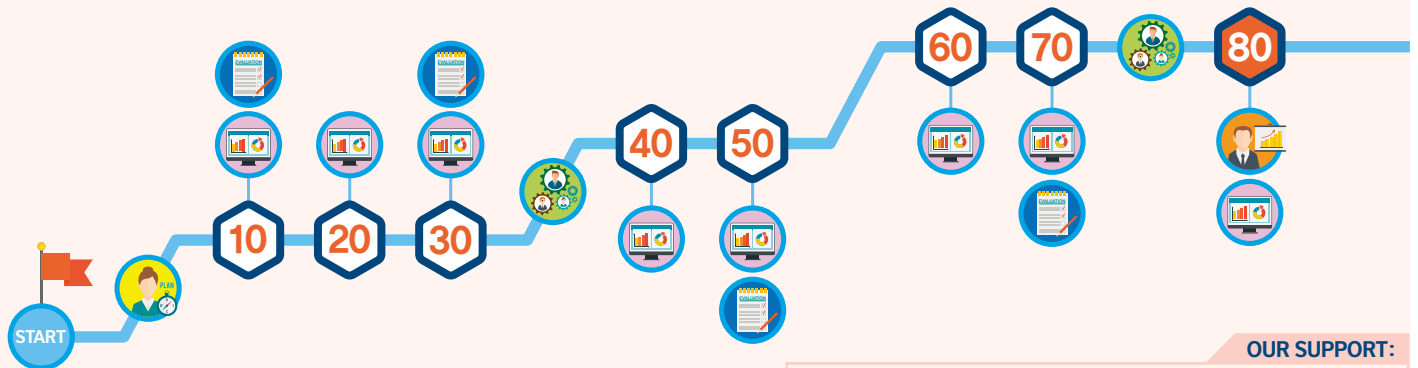 START
PLAN
10
EVALUATION
20
30
EVALUATION
40
50
EVALUATION
60
70
EVALUATION
80
OUR SUPPORT: